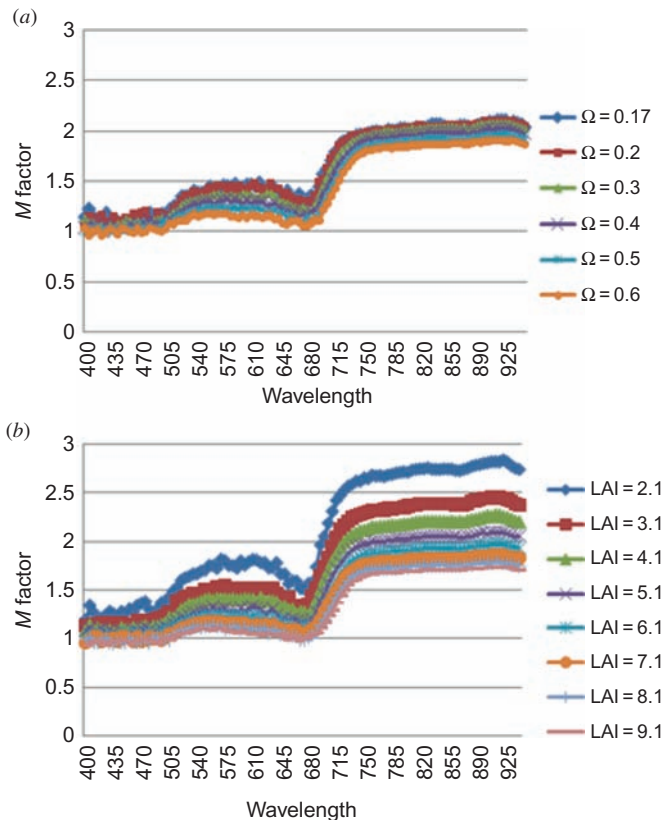 (a)
3
2.5
2
1.5
1
0.5
0
M factor
400 435 470 505 540 575 610 645 680 715 750 785 820 855 890 925
Wavelength
Ω = 0.17
Ω = 0.2
Ω = 0.3
Ω = 0.4
Ω = 0.5
Ω = 0.6
(b)
3
2.5
2
1.5
1
0.5
0
M factor
400 435 470 505 540 575 610 645 680 715 750 785 820 855 890 925
Wavelength
LAI = 2.1
LAI = 3.1
LAI = 4.1
LAI = 5.1
LAI = 6.1
LAI = 7.1
LAI = 8.1
LAI = 9.1